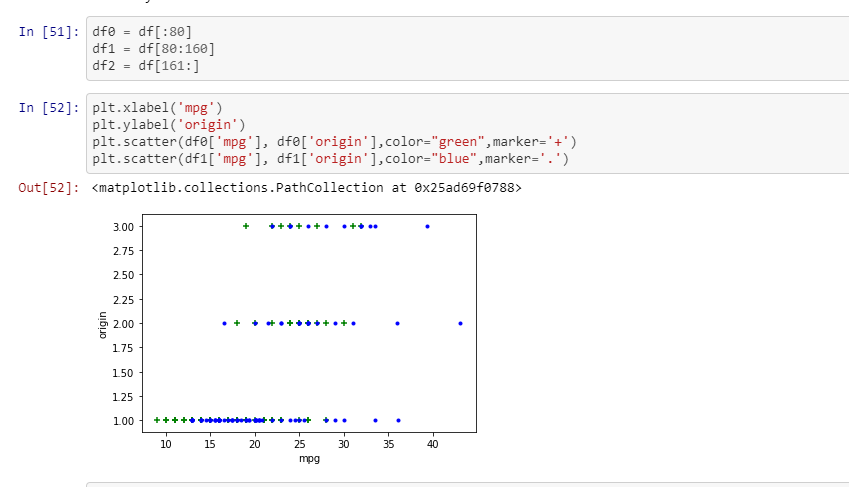 In [51]: df0 = df[:80]
df1 = df[80:160]
df2 = df[161:]
In [52]: plt.xlabel('mpg')
plt.ylabel('origin')
plt.scatter(df0['mpg'], df0['origin'],color="green",marker='+')
plt.scatter(df1['mpg'], df1['origin'],color="blue",marker='.')
Out[52]: <matplotlib.collections.PathCollection at 0x25ad69f0788>
3.00
2.75
2.50
2.25
2.00
1.75
1.50
1.25
1.00
origin
10 15 20 25 30 35 40
mpg